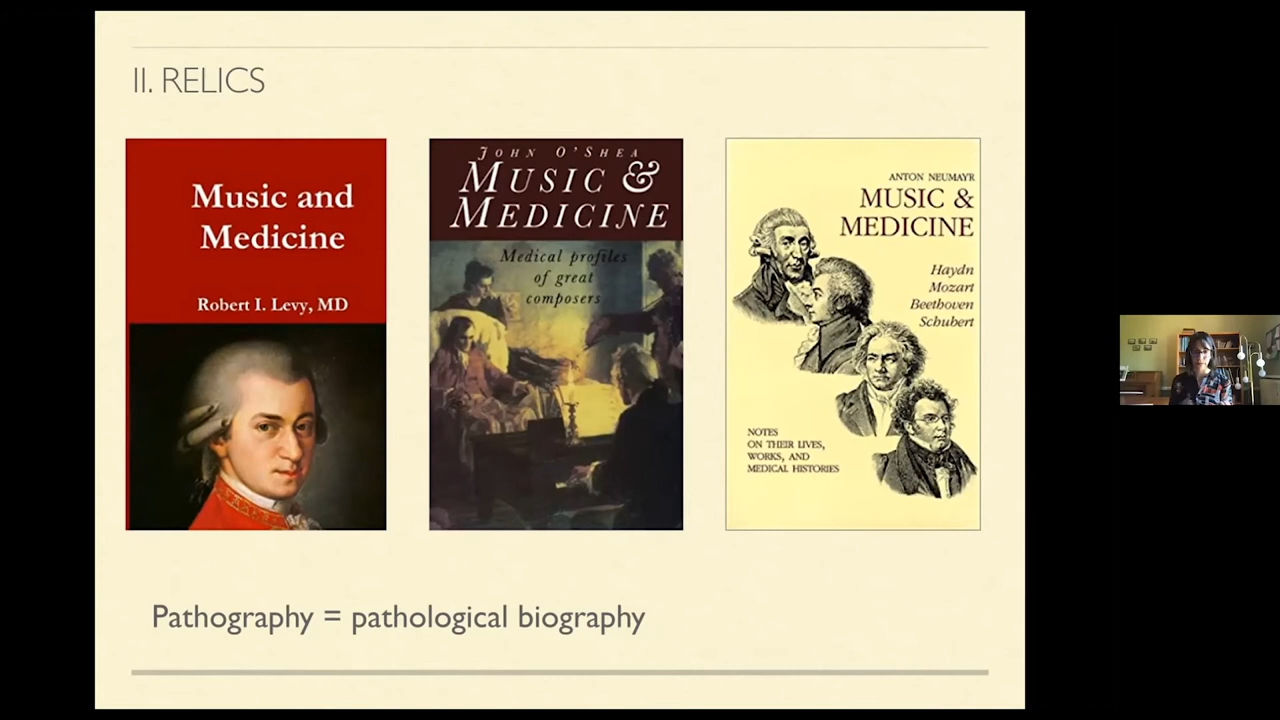 II. RELICS
Music and
Medicine
Robert I. Levy, MD
JOHN O'SHEA
MUSIC &
MEDICINE
Medical profiles
of great
composers
ANTON NEUMAYR
MUSIC &
MEDICINE
Haydn
Mozart
Beethoven
Schubert
NOTES
ON THEIR LIVES,
WORKS, AND
MEDICAL HISTORIES
Pathography = pathological biography